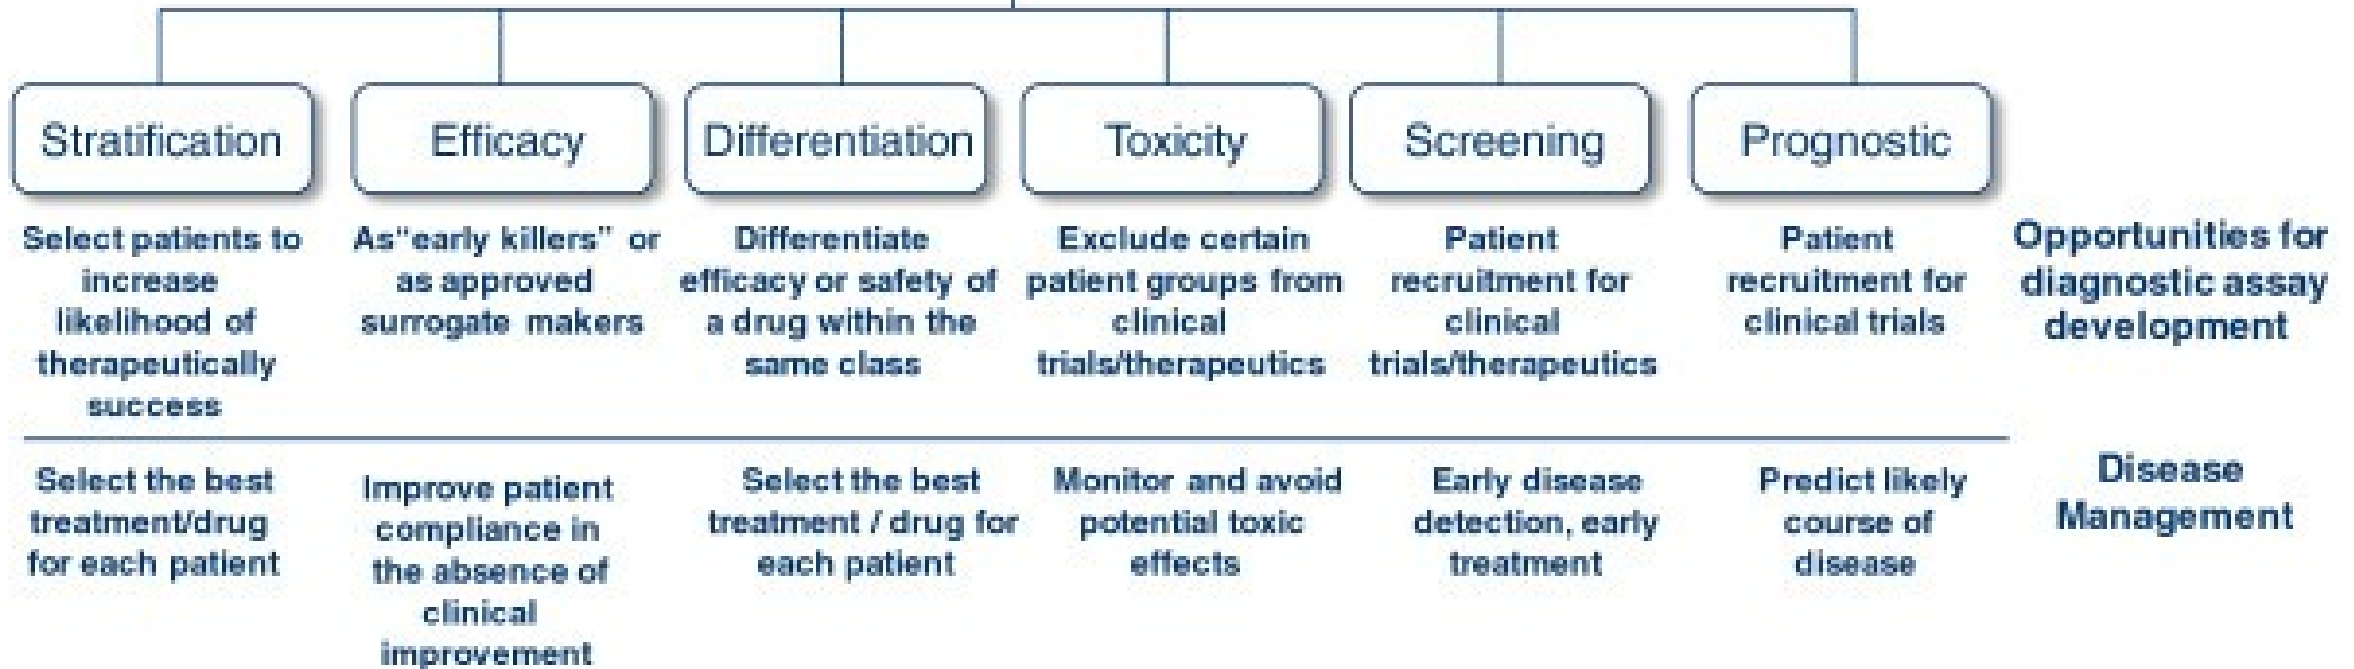 Stratification
Efficacy
Differentiation
Toxicity
Screening
Prognostic
Select patients to
increase
likelihood of
therapeutically
success
As"early killers" or
as approved
surrogate makers
Differentiate
efficacy or safety of
a drug within the
same class
Exclude certain
patient groups from
clinical
trials/therapeutics
Patient
recruitment for
clinical
trials/therapeutics
Patient
recruitment for
clinical trials
Opportunities for
diagnostic assay
development
Select the best
treatment/drug
for each patient
Improve patient
compliance in
the absence of
clinical
improvement
Select the best
treatment / drug for
each patient
Monitor and avoid
potential toxic
effects
Early disease
detection, early
treatment
Predict likely
course of
disease
Disease
Management